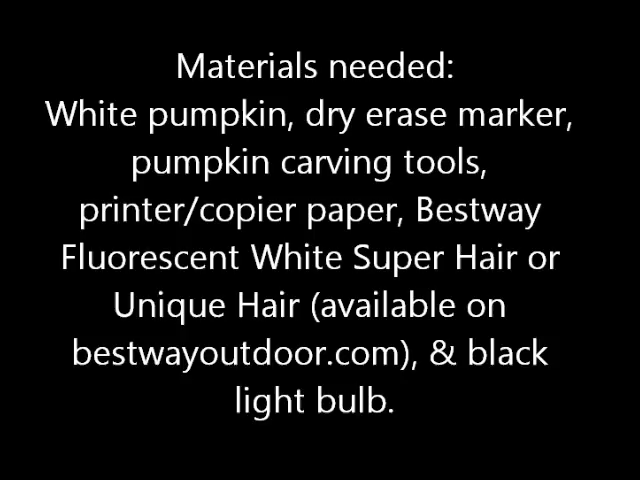 Materials needed:
White pumpkin, dry erase marker,
pumpkin carving tools,
printer/copier paper, Bestway
Fluorescent White Super Hair or
Unique Hair (available on
bestwayoutdoor.com), & black
light bulb.